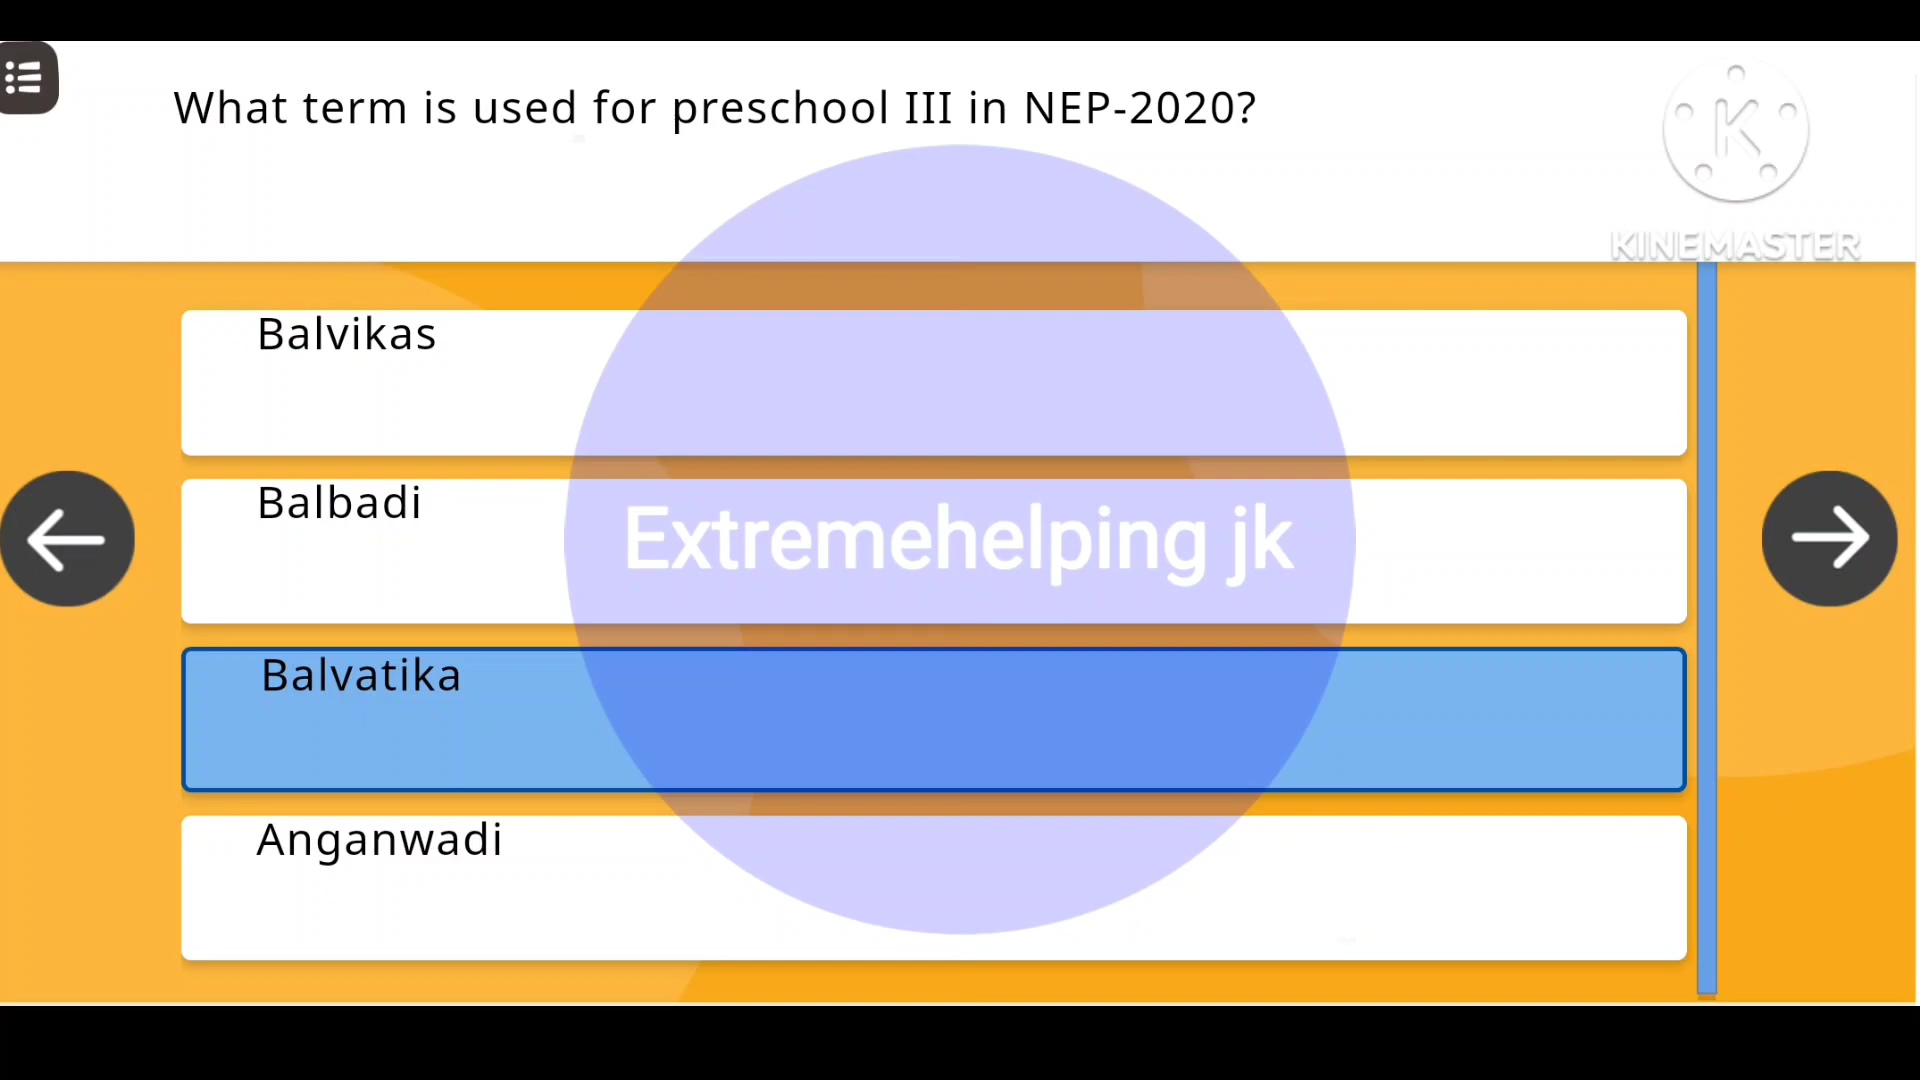 What term is used for preschool III in NEP-2020?
K
KINEMASTER
Balvikas
Balbadi
Extremehelping jk
Balvatika
Anganwadi